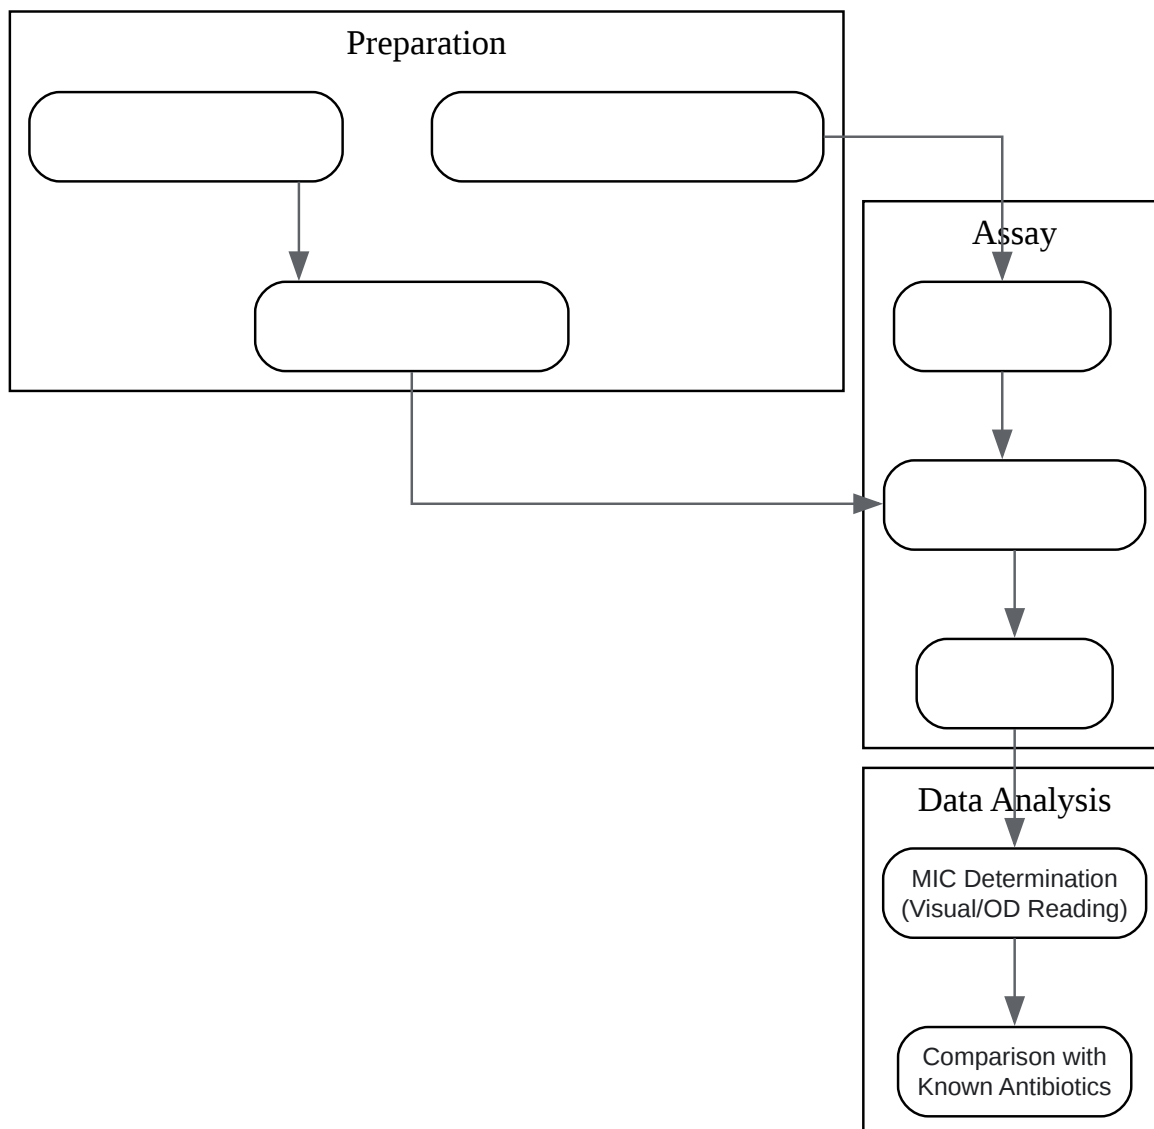 Preparation
Assay
Data Analysis
MIC Determination
(Visual/OD Reading)
Comparison with
Known Antibiotics